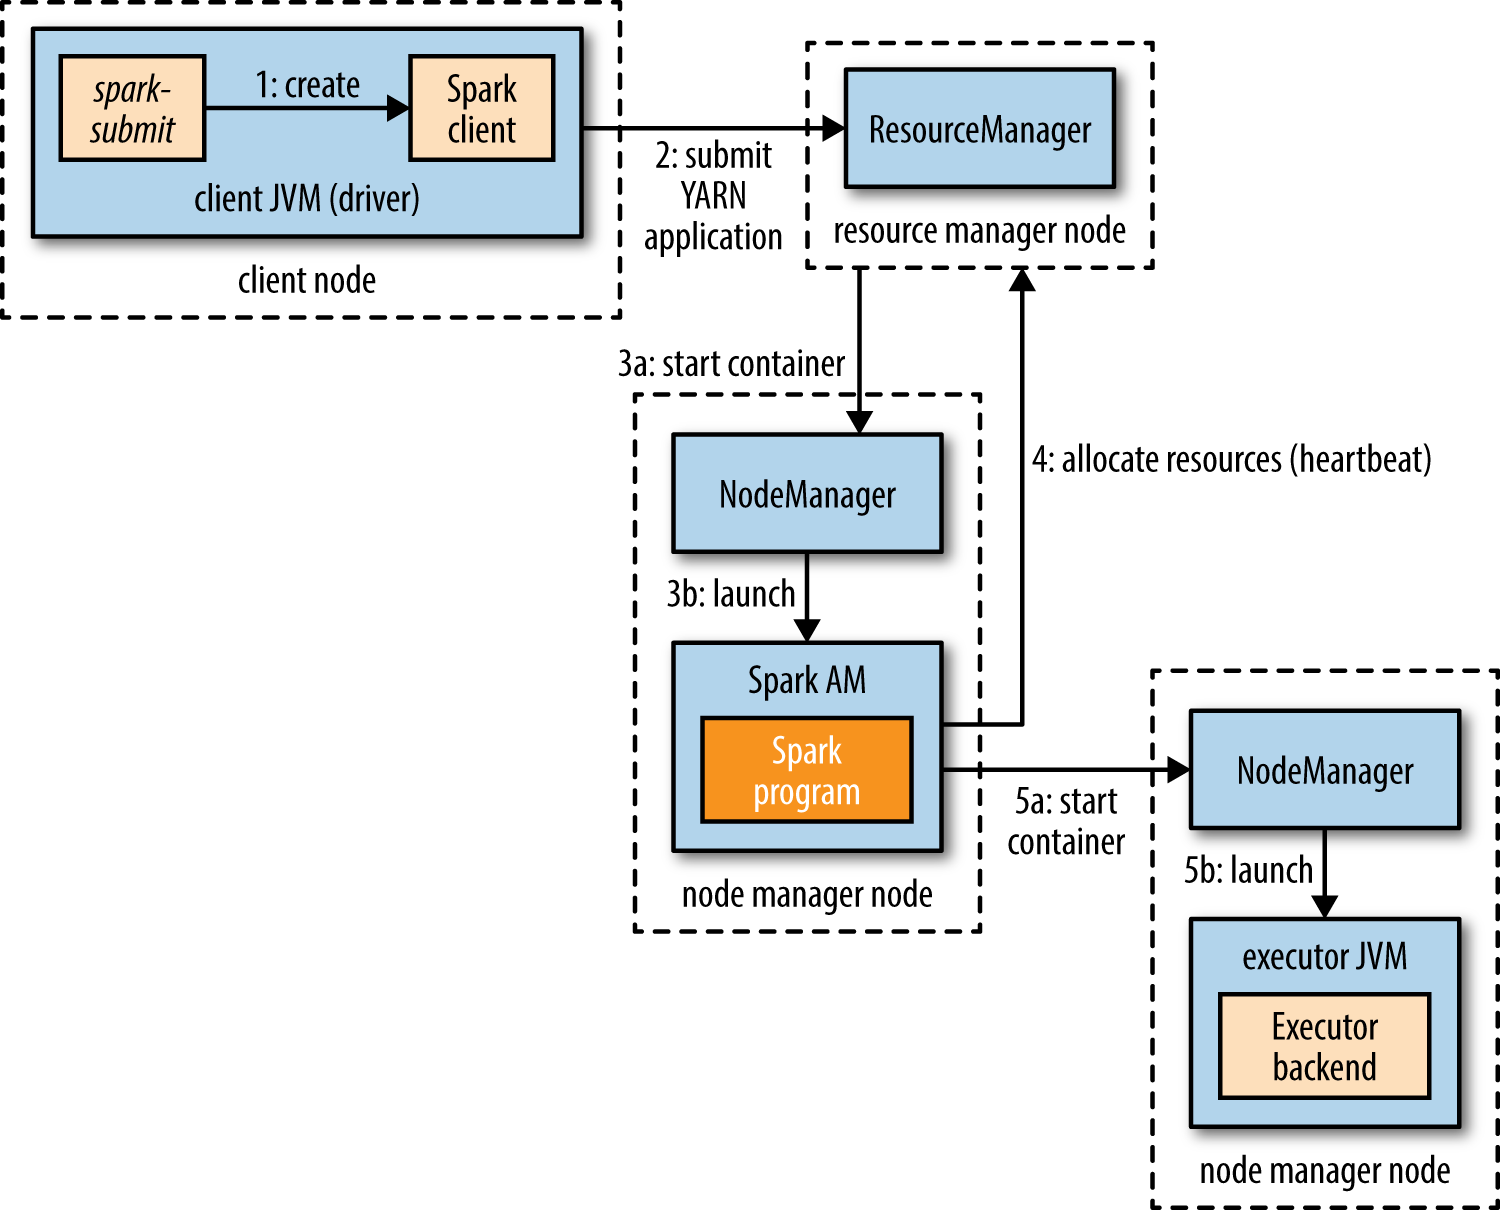 spark-
submit
1: create
Spark
client
client JVM (driver)
client node
2: submit
YARN
application
ResourceManager
resource manager node
3a: start container
NodeManager
3b: launch
Spark AM
Spark
program
node manager node
4: allocate resources (heartbeat)
5a: start
container
NodeManager
5b: launch
executor JVM
Executor
backend
node manager node